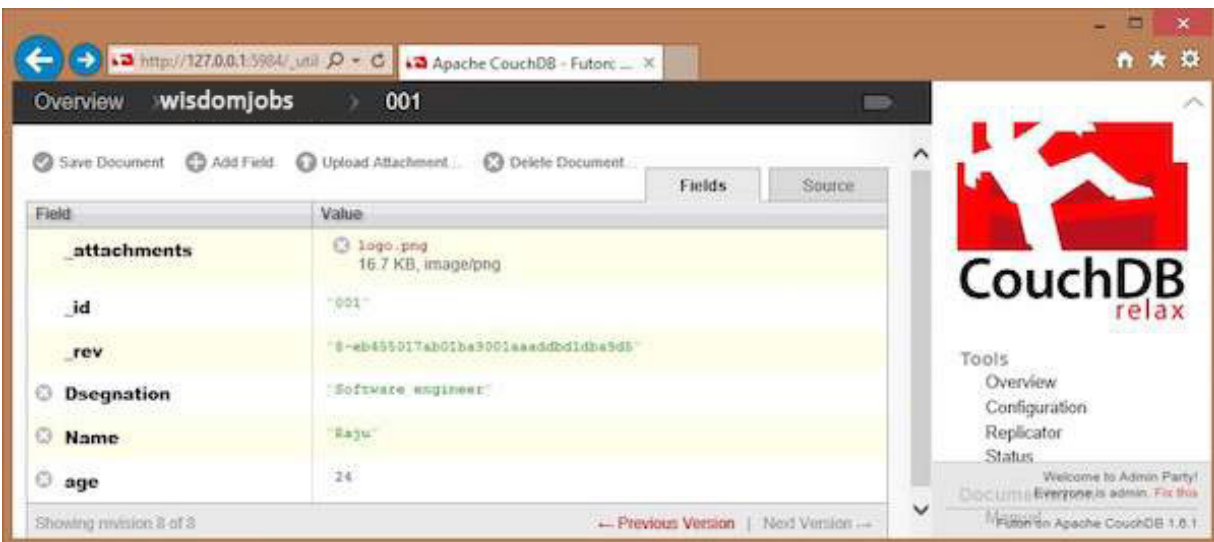 http://127.0.0.1:5984/_util
Apache CouchDB - Futon: ...
Overview wisdomjobs 001
Save Document Add Field Upload Attachment... Delete Document...
Fields Source
Field Value
_attachments logo.png
16.7 KB, image/png
_id "001"
_rev
Dsegnation "Software engineer"
Name "Raju"
age 24
Showing revision 8 of 8 ← Previous Version | Next Version →
CouchDB
relax
Tools
Overview
Configuration
Replicator
Status
Welcome to Admin Party!
Everyone is admin. Fix this
Futon on Apache CouchDB 1.6.1